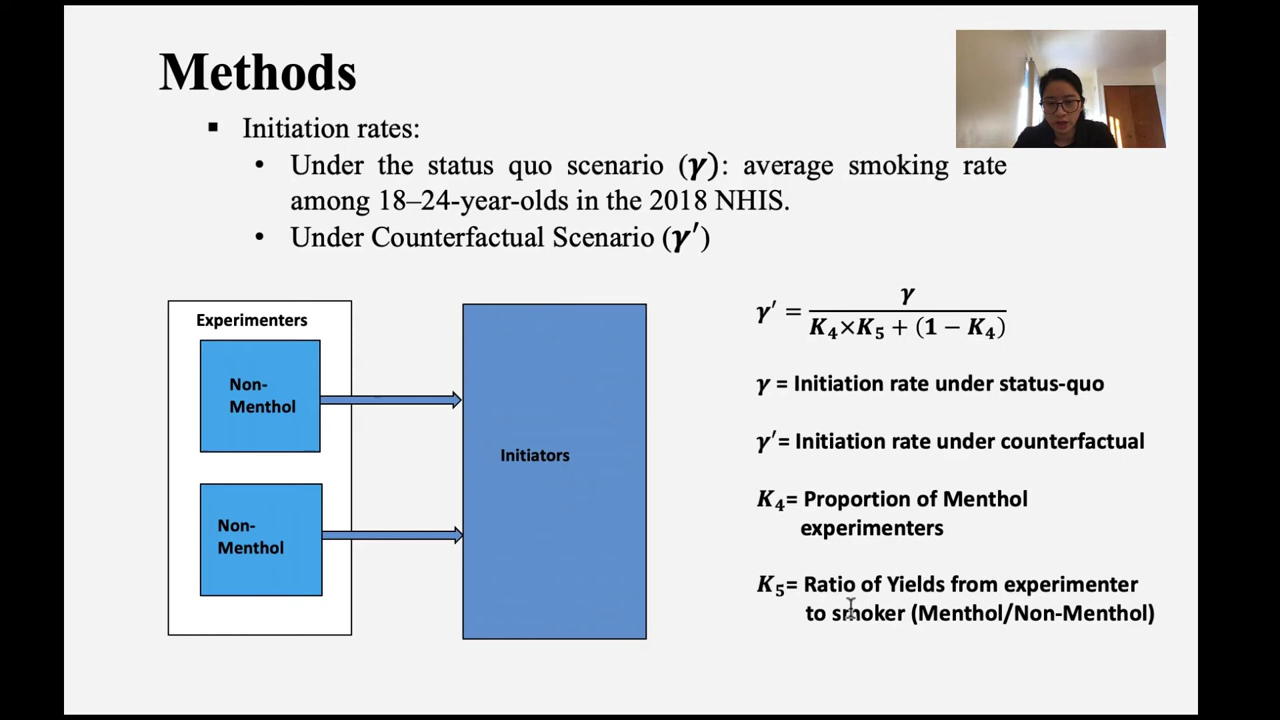 Methods
▪ Initiation rates:
• Under the status quo scenario (γ): average smoking rate
among 18–24-year-olds in the 2018 NHIS.
• Under Counterfactual Scenario (γ′)
Experimenters
Non-
Menthol
Non-
Menthol
Initiators
γ′ = γ / (K₄×K₅ + (1 − K₄))
γ = Initiation rate under status-quo
γ′= Initiation rate under counterfactual
K₄= Proportion of Menthol
experimenters
K₅= Ratio of Yields from experimenter
to smoker (Menthol/Non-Menthol)